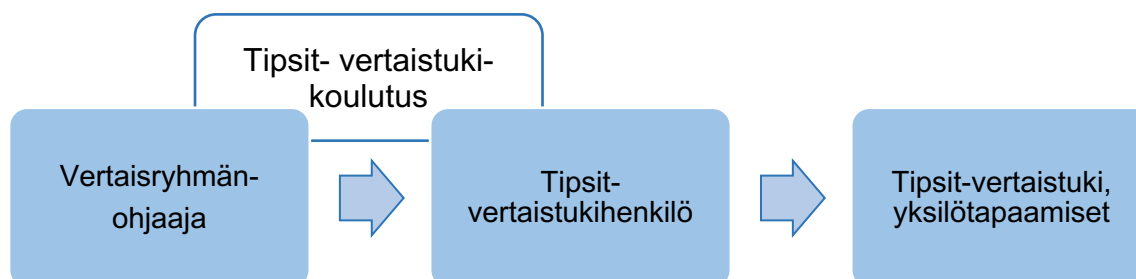 Tipsit- vertaistuki-
koulutus
Vertaisryhmän-
ohjaaja
Tipsit-
vertaistukihenkilö
Tipsit-vertaistuki,
yksilötapaamiset